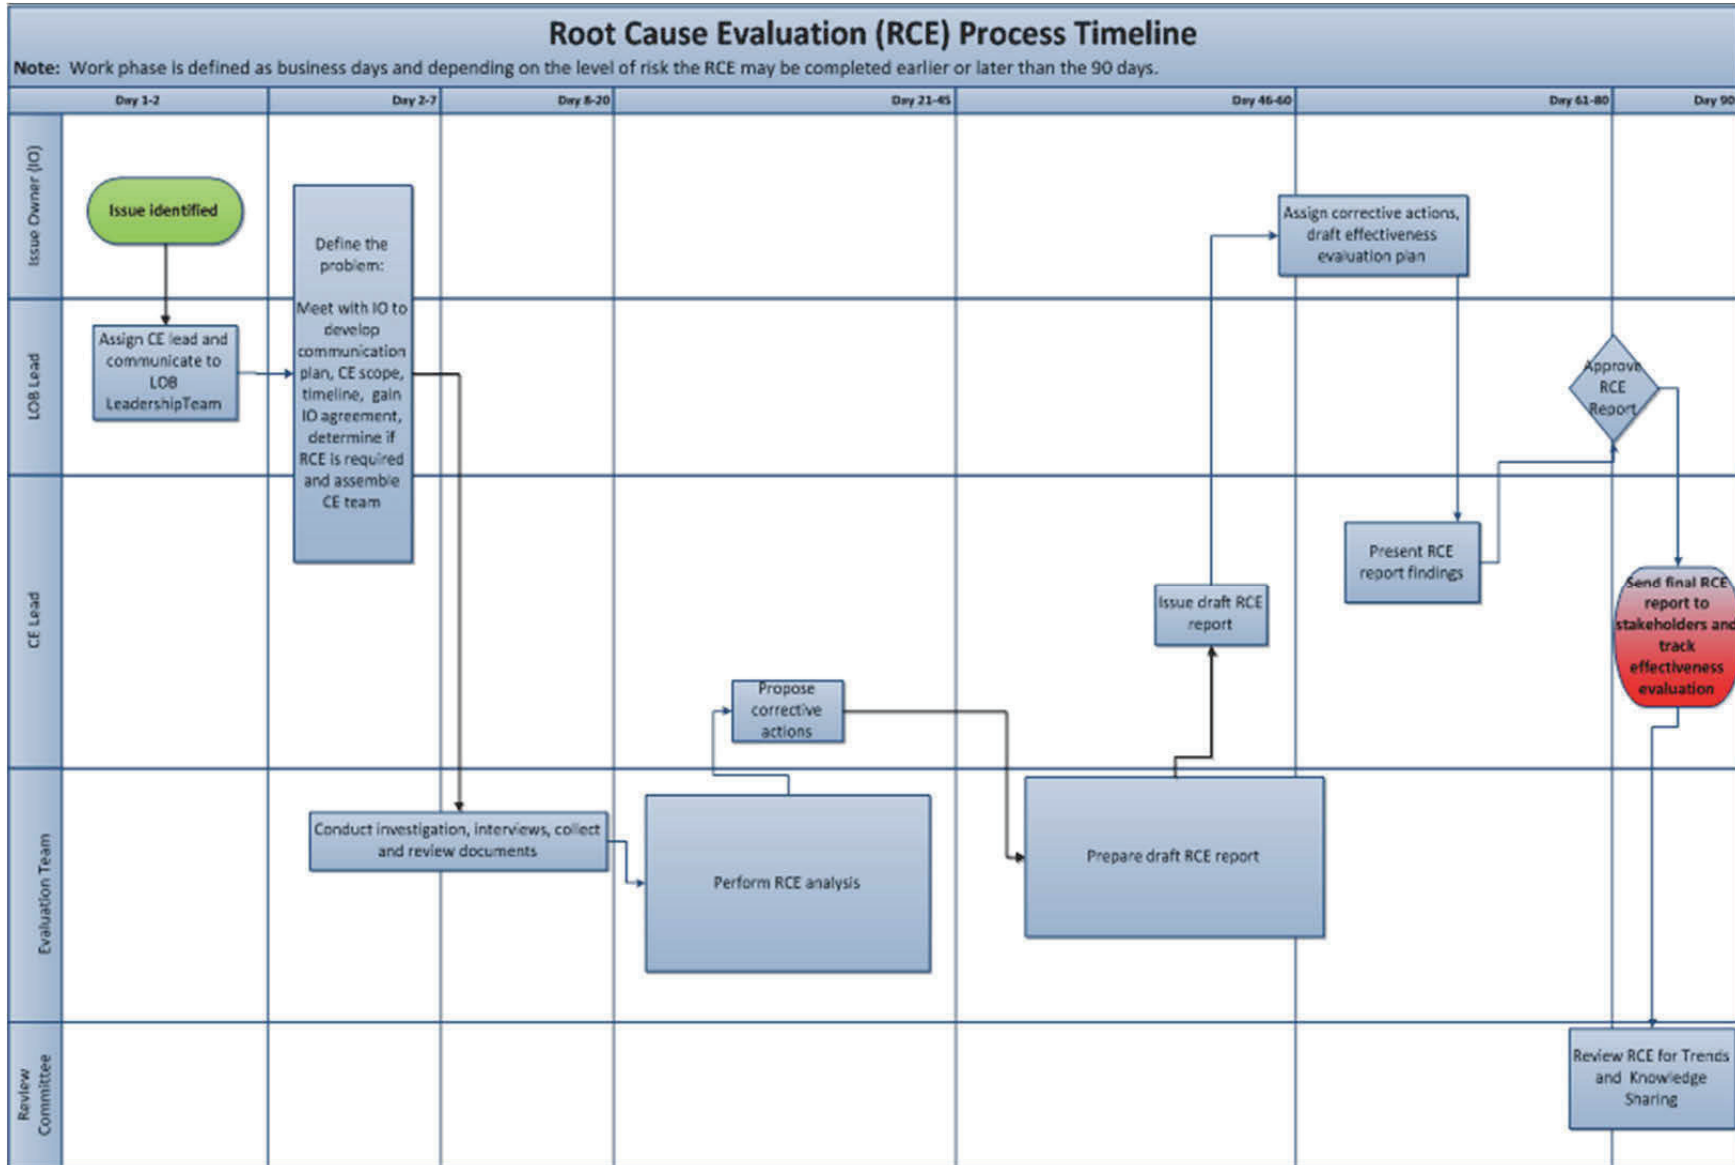 Root Cause Evaluation (RCE) Process Timeline
Note: Work phase is defined as business days and depending on the level of risk the RCE may be completed earlier or later than the 90 days.
Day 1-2
Day 2-7
Day 8-20
Day 21-45
Day 46-60
Day 61-80
Day 90
Issue Owner (IO)
Issue identified
Assign corrective actions,
draft effectiveness
evaluation plan
LOB Lead
Assign CE lead and
communicate to
LOB
LeadershipTeam
Define the
problem:
Meet with IO to
develop
communication
plan, CE scope,
timeline, gain
IO agreement,
determine if
RCE is required
and assemble
CE team
Approve
RCE
Report
CE Lead
Propose
corrective
actions
Issue draft RCE
report
Present RCE
report findings
Send final RCE
report to
stakeholders and
track
effectiveness
evaluation
Evaluation Team
Conduct investigation, interviews, collect
and review documents
Perform RCE analysis
Prepare draft RCE report
Review
Committee
Review RCE for Trends
and Knowledge
Sharing